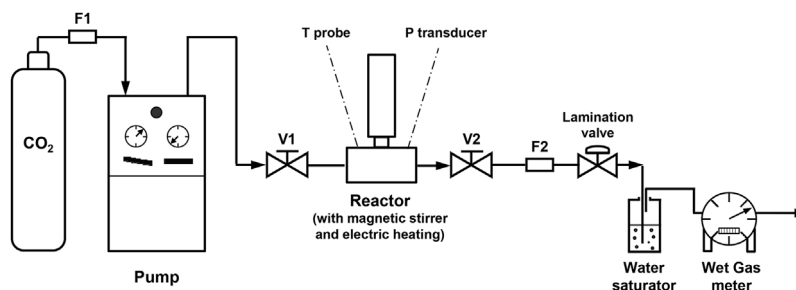 F1
T probe
P transducer
CO2
V1
V2
F2
Lamination
valve
Reactor
(with magnetic stirrer
and electric heating)
Pump
Water
saturator
Wet Gas
meter